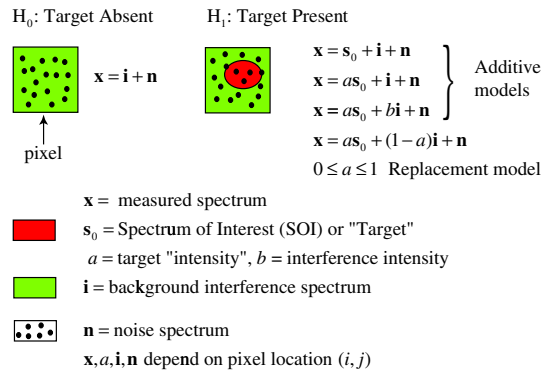 H₀: Target Absent
H₁: Target Present
x = i + n
pixel
x = s₀ + i + n
x = as₀ + i + n
x = as₀ + bi + n
Additive
models
x = as₀ + (1−a)i + n
0 ≤ a ≤ 1 Replacement model
x = measured spectrum
s₀ = Spectrum of Interest (SOI) or "Target"
a = target "intensity", b = interference intensity
i = background interference spectrum
n = noise spectrum
x, a, i, n depend on pixel location (i, j)